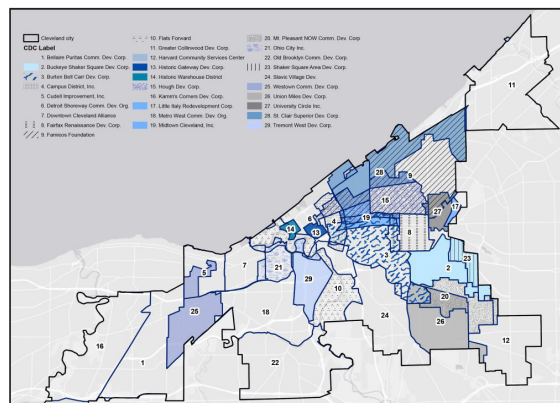 Cleveland city
CDC Label
1. Bellaire Puritas Comm. Dev. Corp.
2. Buckeye Shaker Square Dev. Corp.
3. Burten Bell Carr Dev. Corp.
4. Campus District, Inc.
5. Cudell Improvement, Inc.
6. Detroit Shoreway Comm. Dev. Org.
7. Downtown Cleveland Alliance
8. Fairfax Renaissance Dev. Corp.
9. Famicos Foundation
10. Flats Forward
11. Greater Collinwood Dev. Corp.
12. Harvard Community Services Center
13. Historic Gateway Dev. Corp.
14. Historic Warehouse District
15. Hough Dev. Corp.
16. Kamm's Corners Dev. Corp.
17. Little Italy Redevelopment Corp.
18. Metro West Comm. Dev. Org.
19. Midtown Cleveland, Inc.
20. Mt. Pleasant NOW Comm. Dev. Corp.
21. Ohio City Inc.
22. Old Brooklyn Comm. Dev. Corp.
23. Shaker Square Area Dev. Corp.
24. Slavic Village Dev.
25. Westown Comm. Dev. Corp.
26. Union Miles Dev. Corp.
27. University Circle Inc.
28. St. Clair Superior Dev. Corp.
29. Tremont West Dev. Corp.
11
28
9
15
17
27
19
6
4
14
13
8
3
7
21
5
2
23
29
10
20
25
18
24
26
16
1
12
22